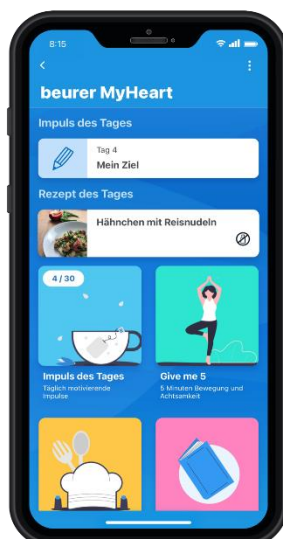 8:15
beurer MyHeart
Impuls des Tages
Tag 4
Mein Ziel
Rezept des Tages
Hähnchen mit Reisnudeln
4 / 30
Impuls des Tages
Täglich motivierende
Impulse
Give me 5
5 Minuten Bewegung und
Achtsamkeit